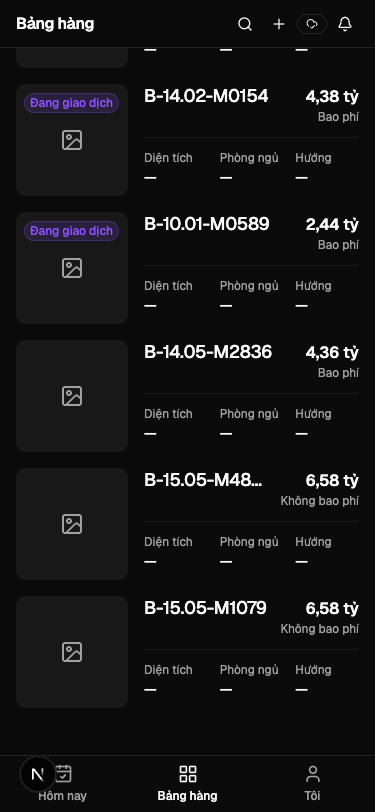 Bảng hàng
— — —
Đang giao dịch
B-14.02-M0154 4,38 tỷ
Bao phí
Diện tích Phòng ngủ Hướng
— — —
Đang giao dịch
B-10.01-M0589 2,44 tỷ
Bao phí
Diện tích Phòng ngủ Hướng
— — —
B-14.05-M2836 4,36 tỷ
Bao phí
Diện tích Phòng ngủ Hướng
— — —
B-15.05-M48... 6,58 tỷ
Không bao phí
Diện tích Phòng ngủ Hướng
— — —
B-15.05-M1079 6,58 tỷ
Không bao phí
Diện tích Phòng ngủ Hướng
— — —
N
Hôm nay Bảng hàng Tôi